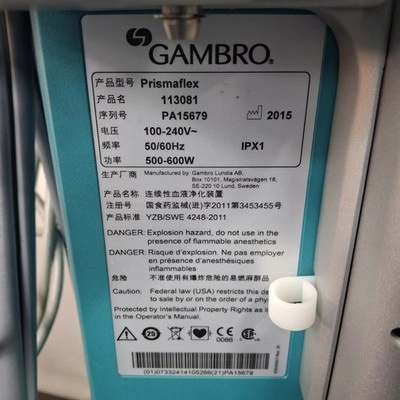 GAMBRO®
产品型号 Prismaflex
产品名 113081
序列号 PA15679 2015
电压 100-240V~
频率 50/60Hz IPX1
功率 500-600W
生产厂商 Manufactured by: Gambro Lundia AB,
Box 10101, Magistratsvägen 16,
SE-220 10 Lund, Sweden
产品名称 连续性血液净化装置
注册号 国食药监械(进)字2011第3453455号
产品标准 YZB/SWE 4248-2011
DANGER: Explosion hazard, do not use in the
presence of flammable anesthetics
DANGER: Risque d'explosion. Ne pas employer
en présence d'anesthésiques
inflammables
危险 不准使用有爆炸危险的易燃麻醉品
Caution: Federal law (USA) restricts this de
to sale by or on the order of a phy
Protected by Intellectual Property Rights as
in the Operator's Manual.
25 0086
(01)07332414105266(21)PA15679